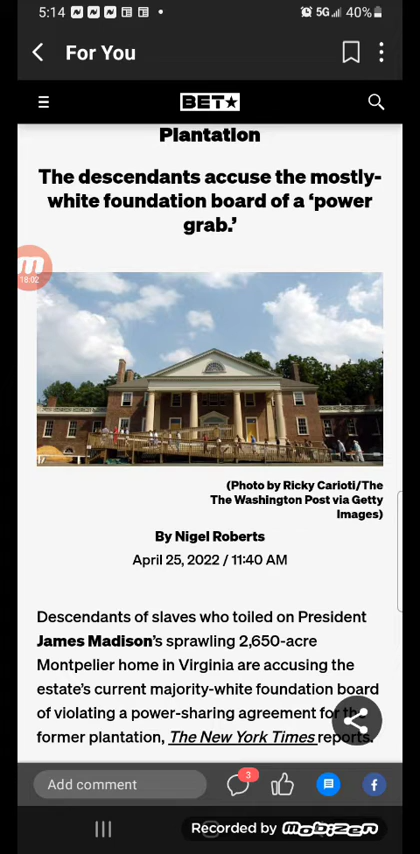 5:14
5G 40%
For You
BET★
Plantation
The descendants accuse the mostly-
white foundation board of a ‘power
grab.’
18:02
(Photo by Ricky Carioti/The
The Washington Post via Getty
Images)
By Nigel Roberts
April 25, 2022 / 11:40 AM
Descendants of slaves who toiled on President
James Madison's sprawling 2,650-acre
Montpelier home in Virginia are accusing the
estate's current majority-white foundation board
of violating a power-sharing agreement for the
former plantation, The New York Times reports.
Add comment
3
Recorded by mobizen